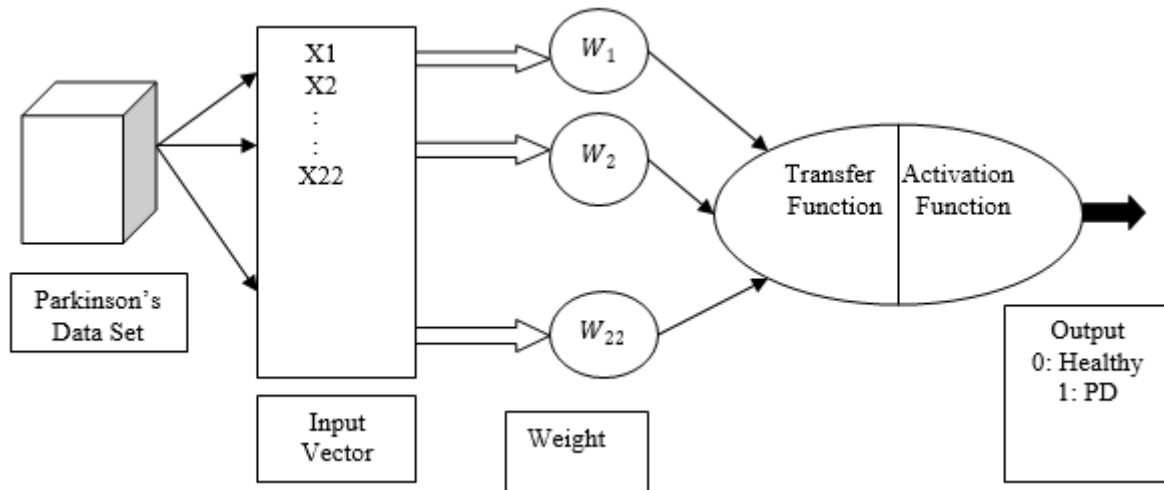 X1
X2
:
:
X22
W₁
W₂
W₂₂
Transfer
Function
Activation
Function
Parkinson’s
Data Set
Input
Vector
Weight
Output
0: Healthy
1: PD